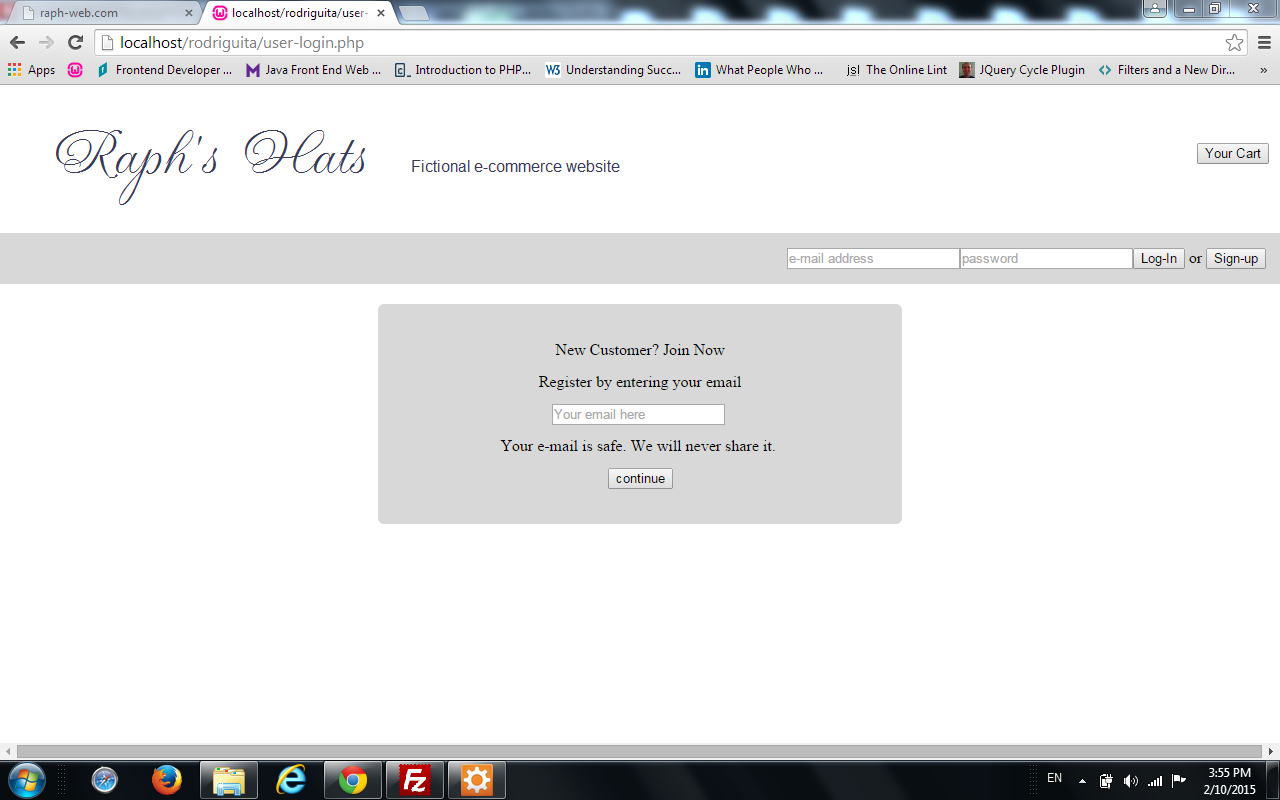 raph-web.com
localhost/rodriguita/user-
localhost/rodriguita/user-login.php
Apps
Frontend Developer ...
Java Front End Web ...
Introduction to PHP...
Understanding Succ...
What People Who ...
The Online Lint
JQuery Cycle Plugin
Filters and a New Dir...
»
Raph's Hats
Fictional e-commerce website
Your Cart
e-mail address
password
Log-In
or
Sign-up
New Customer? Join Now
Register by entering your email
Your email here
Your e-mail is safe. We will never share it.
continue
EN
3:55 PM
2/10/2015